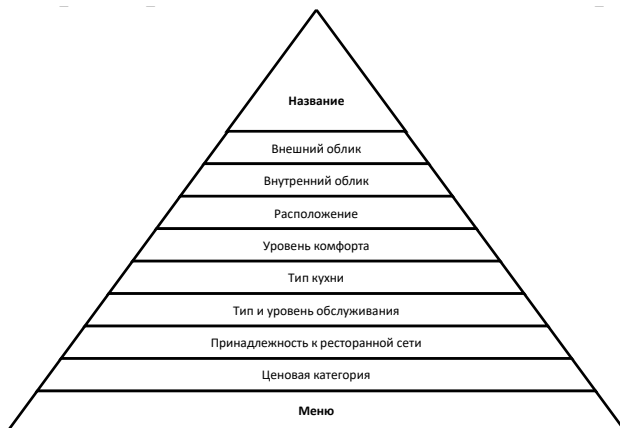 Название
Внешний облик
Внутренний облик
Расположение
Уровень комфорта
Тип кухни
Тип и уровень обслуживания
Принадлежность к ресторанной сети
Ценовая категория
Меню